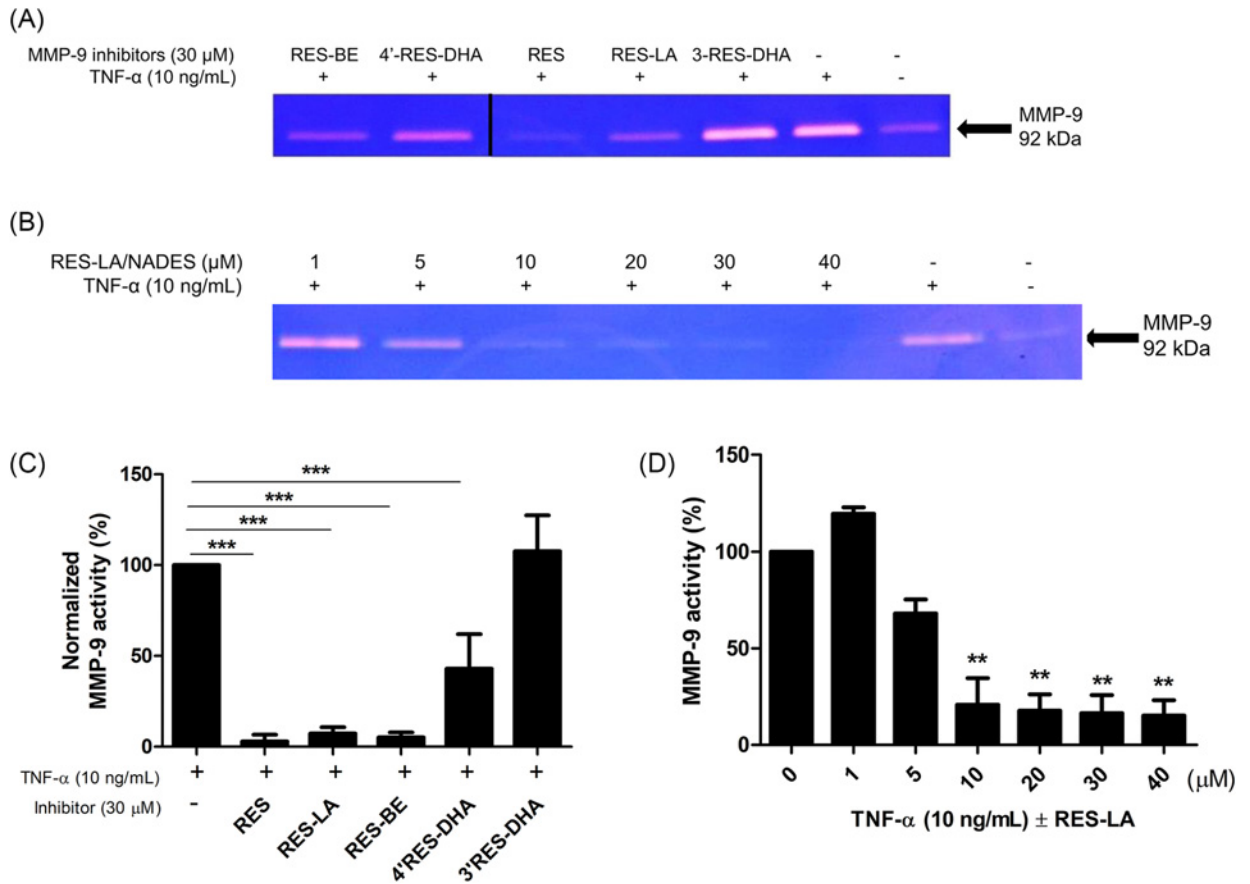 (A)
RES-BE 4'-RES-DHA RES RES-LA 3-RES-DHA - -
MMP-9 inhibitors (30 µM)
TNF-α (10 ng/mL) + + + + + + -
MMP-9
92 kDa
(B)
RES-LA/NADES (µM) 1 5 10 20 30 40 - -
TNF-α (10 ng/mL) + + + + + + + -
MMP-9
92 kDa
(C)
Normalized
MMP-9 activity (%)
150
100
50
0
***
***
***
***
TNF-α (10 ng/mL) + + + + + +
Inhibitor (30 µM) - RES RES-LA RES-BE 4'RES-DHA 3'RES-DHA
(D)
MMP-9 activity (%)
150
100
50
0
** ** ** **
0 1 5 10 20 30 40 (µM)
TNF-α (10 ng/mL) ± RES-LA